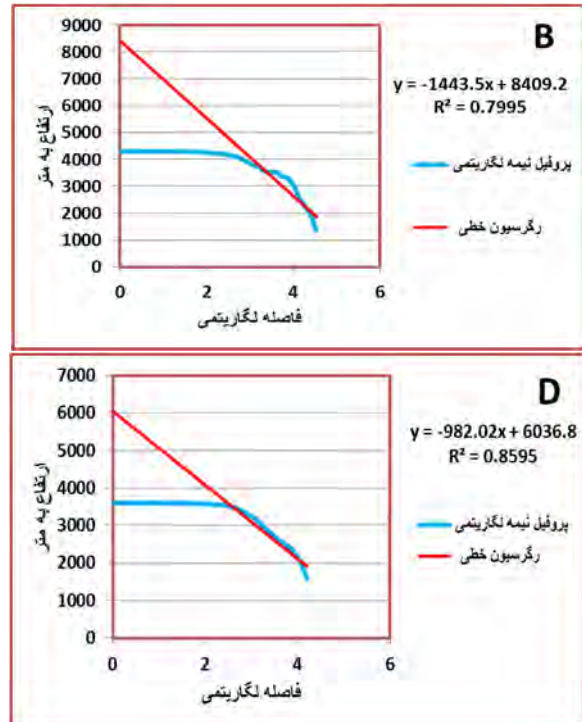 B
9000
8000
7000
6000
5000
4000
3000
2000
1000
0
0 2 4 6
ارتفاع به متر
فاصله لگاریتمی
y = -1443.5x + 8409.2
R² = 0.7995
پروفیل نیمه لگاریتمی
رگرسیون خطی
D
7000
6000
5000
4000
3000
2000
1000
0
0 2 4 6
ارتفاع به متر
فاصله لگاریتمی
y = -982.02x + 6036.8
R² = 0.8595
پروفیل نیمه لگاریتمی
رگرسیون خطی